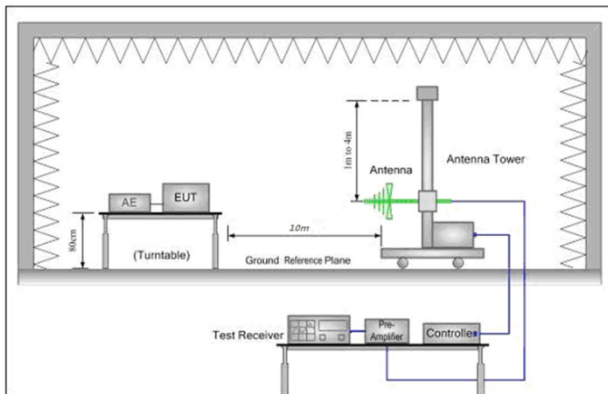 1m to 4m
Antenna
Antenna Tower
AE
EUT
80cm
(Turntable)
10m
Ground Reference Plane
Test Receiver
Pre-
Amplifier
Controller